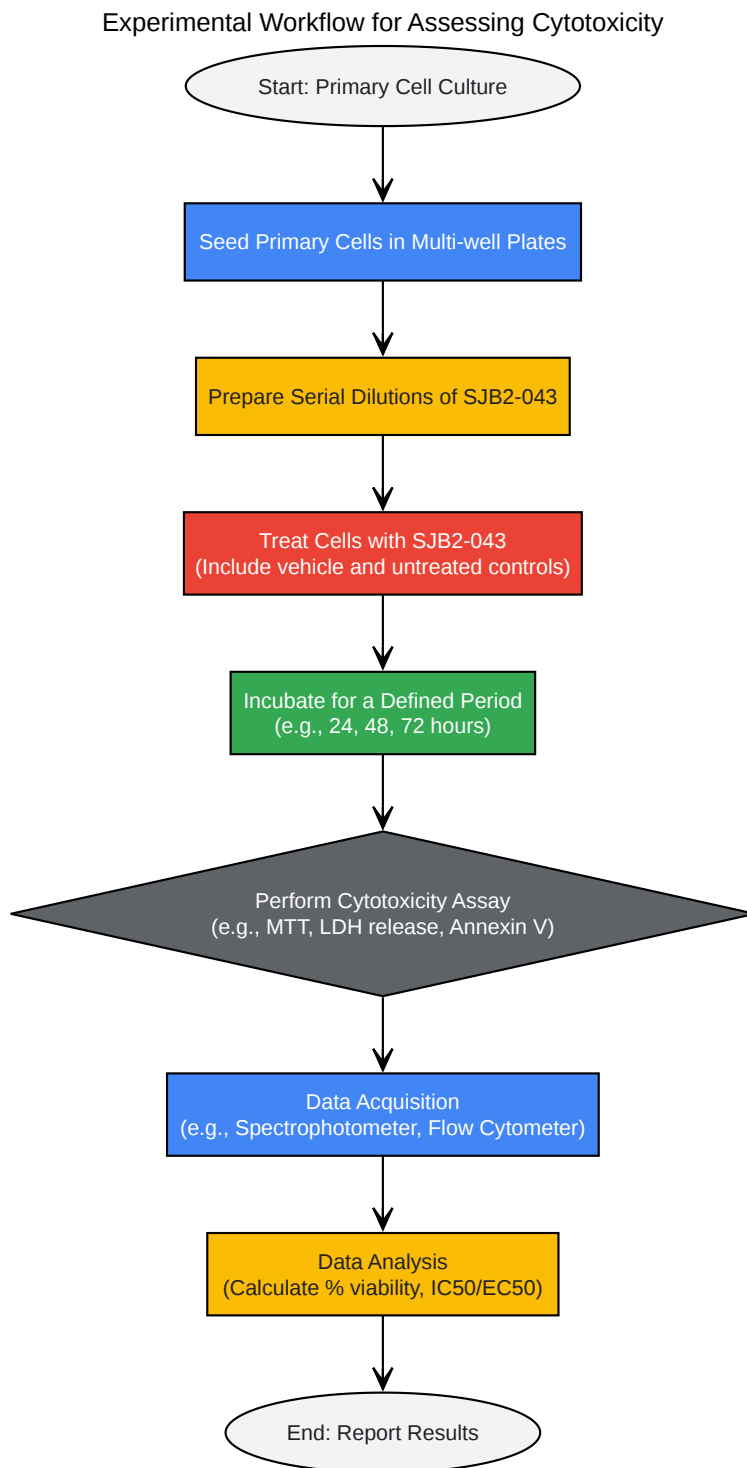 Experimental Workflow for Assessing Cytotoxicity
Start: Primary Cell Culture
Seed Primary Cells in Multi-well Plates
Prepare Serial Dilutions of SJB2-043
Treat Cells with SJB2-043
(Include vehicle and untreated controls)
Incubate for a Defined Period
(e.g., 24, 48, 72 hours)
Perform Cytotoxicity Assay
(e.g., MTT, LDH release, Annexin V)
Data Acquisition
(e.g., Spectrophotometer, Flow Cytometer)
Data Analysis
(Calculate % viability, IC50/EC50)
End: Report Results